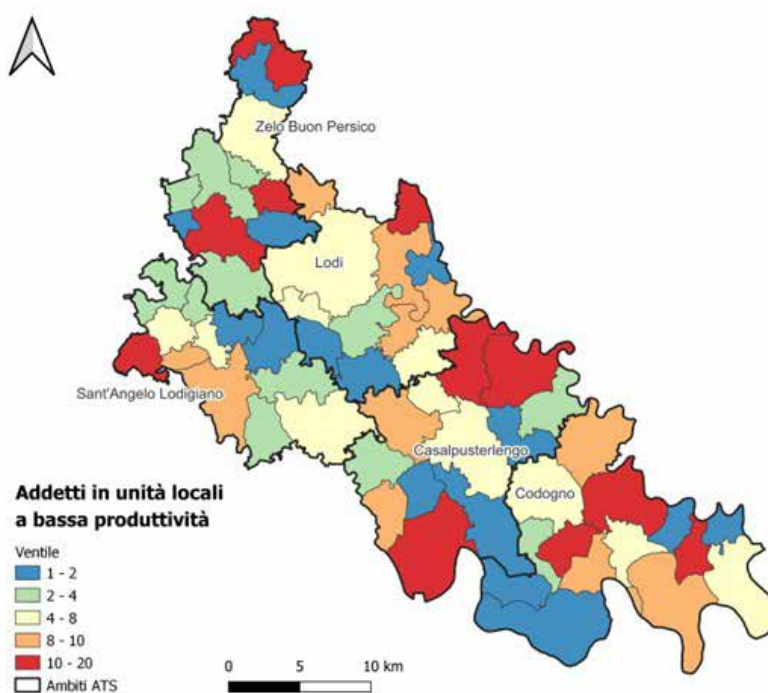 Zelo Buon Persico
Lodi
Sant'Angelo Lodigiano
Casalpusterlengo
Codogno
Addetti in unità locali
a bassa produttività
Ventile
1 - 2
2 - 4
4 - 8
8 - 10
10 - 20
Ambiti ATS
0 5 10 km